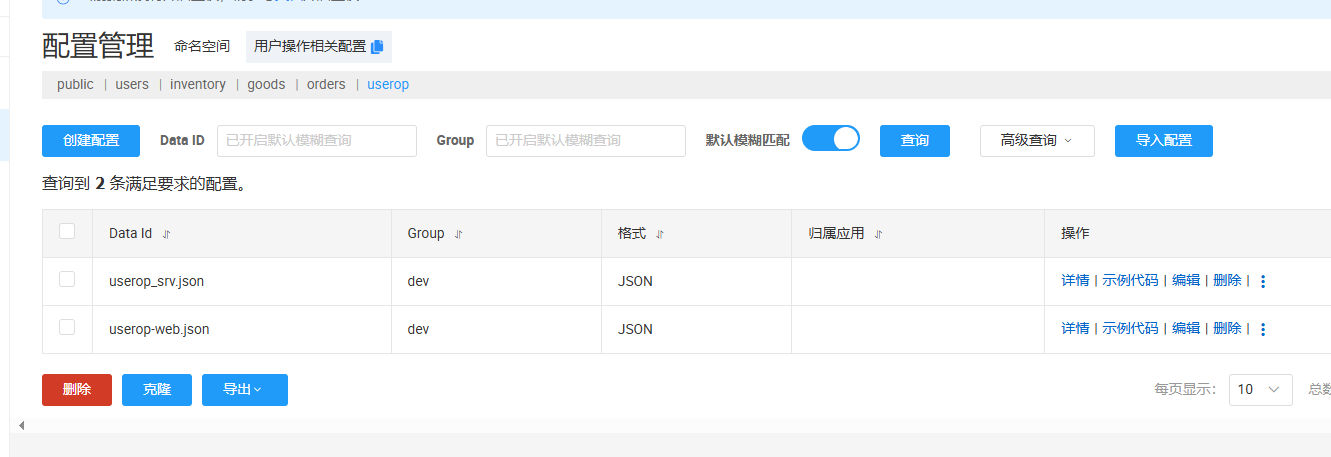 配置管理 命名空间 用户操作相关配置
public | users | inventory | goods | orders | userop
创建配置 Data ID 已开启默认模糊查询 Group 已开启默认模糊查询 默认模糊匹配 查询 高级查询 导入配置
查询到 2 条满足要求的配置。
Data Id Group 格式 归属应用 操作
userop_srv.json dev JSON 详情 | 示例代码 | 编辑 | 删除 |
userop-web.json dev JSON 详情 | 示例代码 | 编辑 | 删除 |
删除 克隆 导出 每页显示: 10 总数